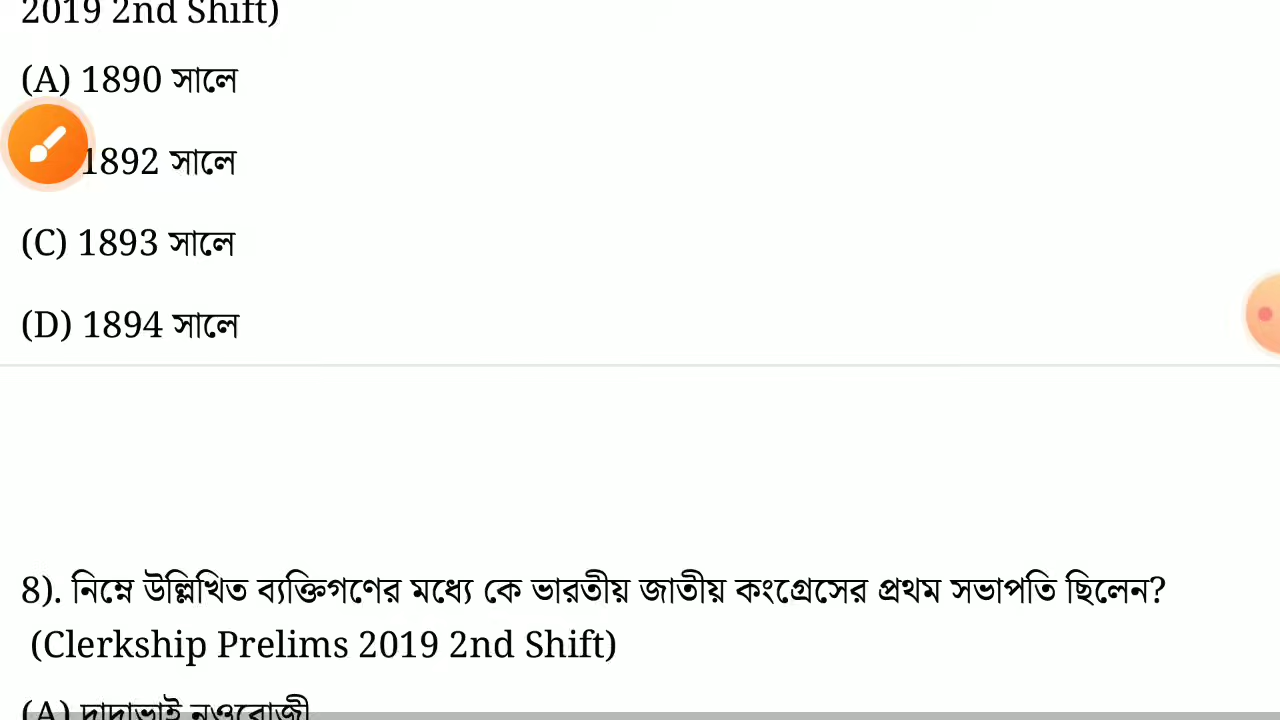 2019 2nd Shift)
(A) 1890 সালে
1892 সালে
(C) 1893 সালে
(D) 1894 সালে
8). নিম্নে উল্লিখিত ব্যক্তিগণের মধ্যে কে ভারতীয় জাতীয় কংগ্রেসের প্রথম সভাপতি ছিলেন?
(Clerkship Prelims 2019 2nd Shift)
(A) দাদাভাই নওরোজী